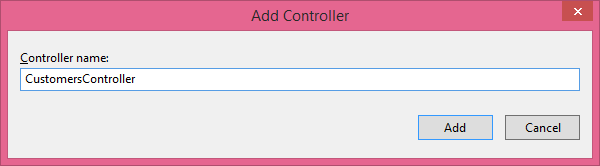 Add Controller
Controller name:
CustomersController
Add Cancel